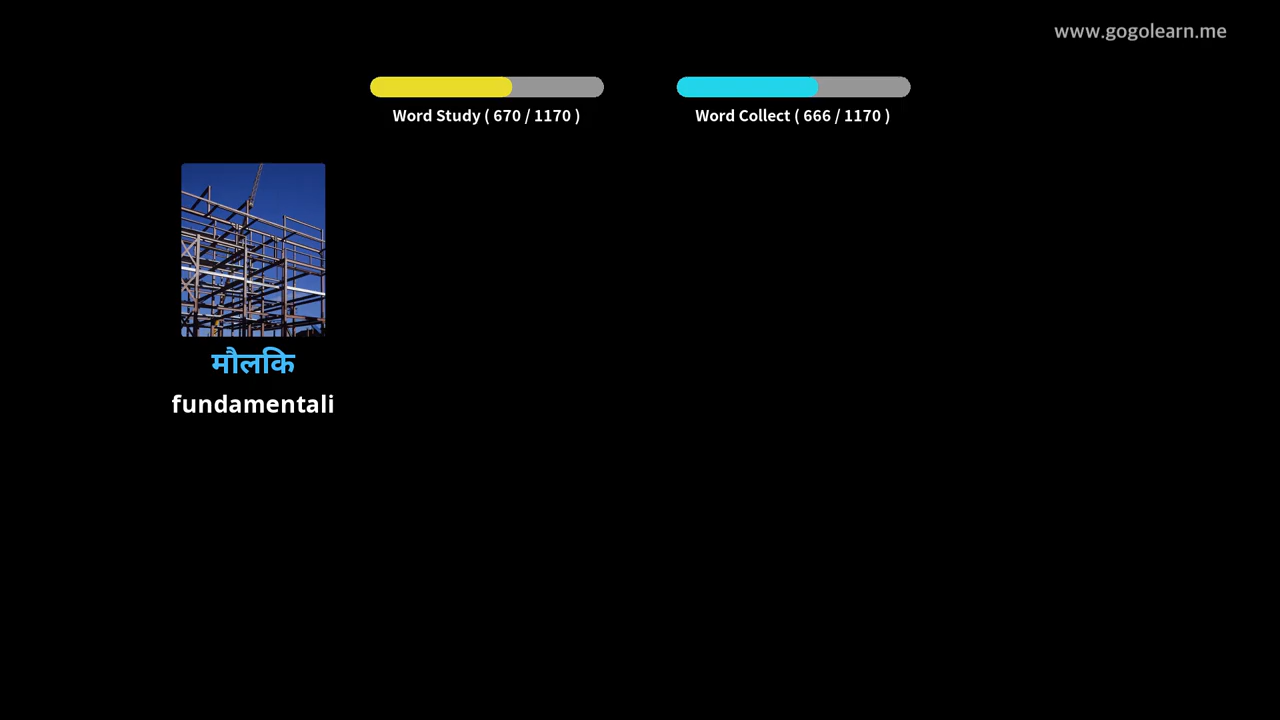 www.gogolearn.me
Word Study ( 670 / 1170 )
Word Collect ( 666 / 1170 )
मौलकि
fundamentali